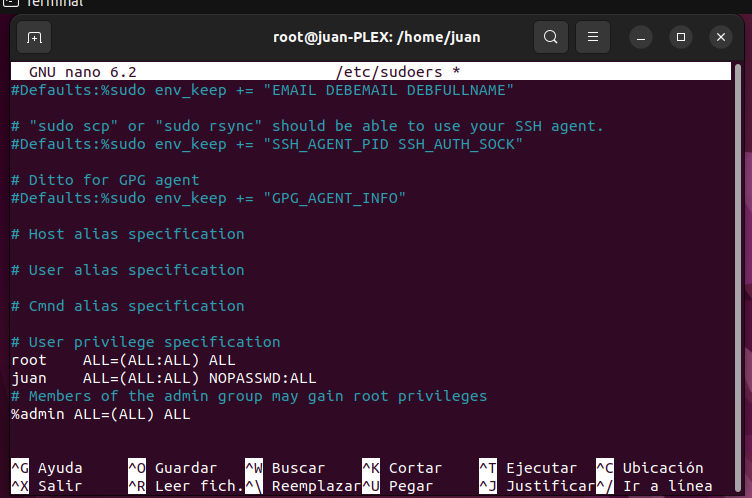 Terminal
root@juan-PLEX: /home/juan
GNU nano 6.2 /etc/sudoers *
#Defaults:%sudo env_keep += "EMAIL DEBEMAIL DEBFULLNAME"
# "sudo scp" or "sudo rsync" should be able to use your SSH agent.
#Defaults:%sudo env_keep += "SSH_AGENT_PID SSH_AUTH_SOCK"
# Ditto for GPG agent
#Defaults:%sudo env_keep += "GPG_AGENT_INFO"
# Host alias specification
# User alias specification
# Cmnd alias specification
# User privilege specification
root    ALL=(ALL:ALL) ALL
juan    ALL=(ALL:ALL) NOPASSWD:ALL
# Members of the admin group may gain root privileges
%admin ALL=(ALL) ALL
^G Ayuda ^O Guardar ^W Buscar ^K Cortar ^T Ejecutar ^C Ubicación
^X Salir ^R Leer fich.^\ Reemplazar^U Pegar ^J Justificar^/ Ir a línea